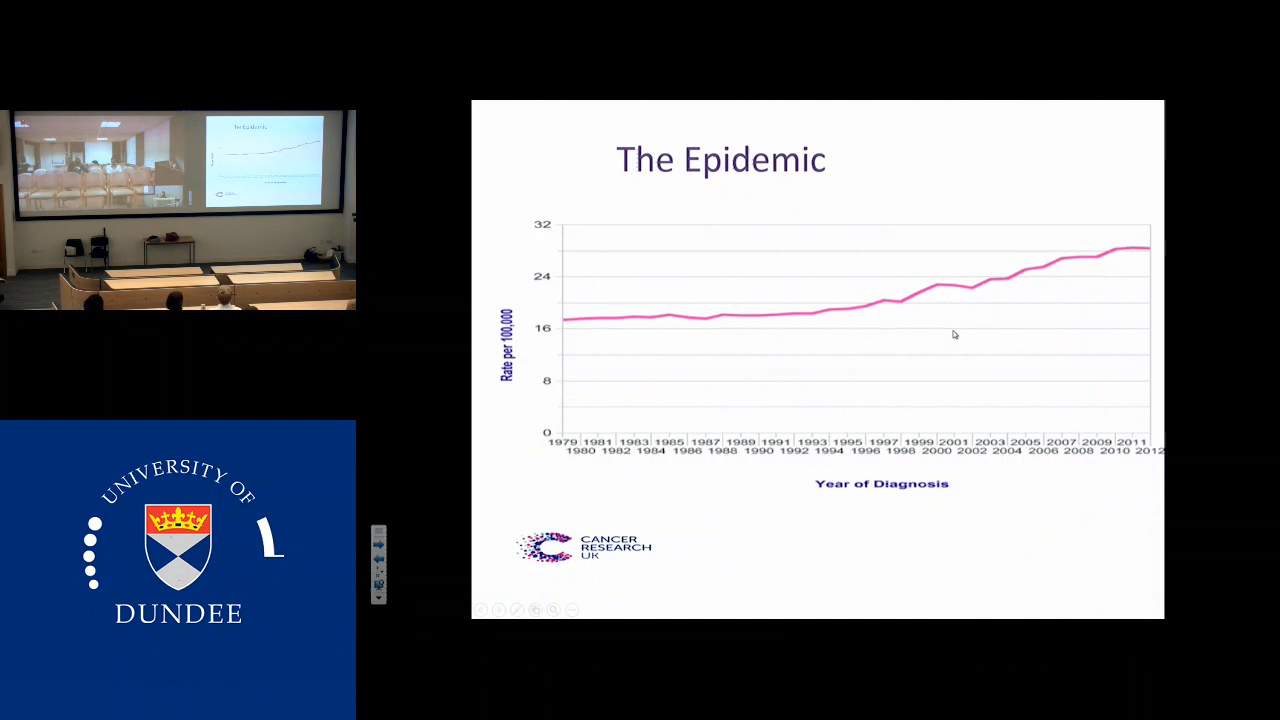 The Epidemic
The Epidemic
32
24
16
8
0
Rate per 100,000
1979 1981 1983 1985 1987 1989 1991 1993 1995 1997 1999 2001 2003 2005 2007 2009 2011
1980 1982 1984 1986 1988 1990 1992 1994 1996 1998 2000 2002 2004 2006 2008 2010 2012
Year of Diagnosis
CANCER
RESEARCH
UK
UNIVERSITY OF
DUNDEE